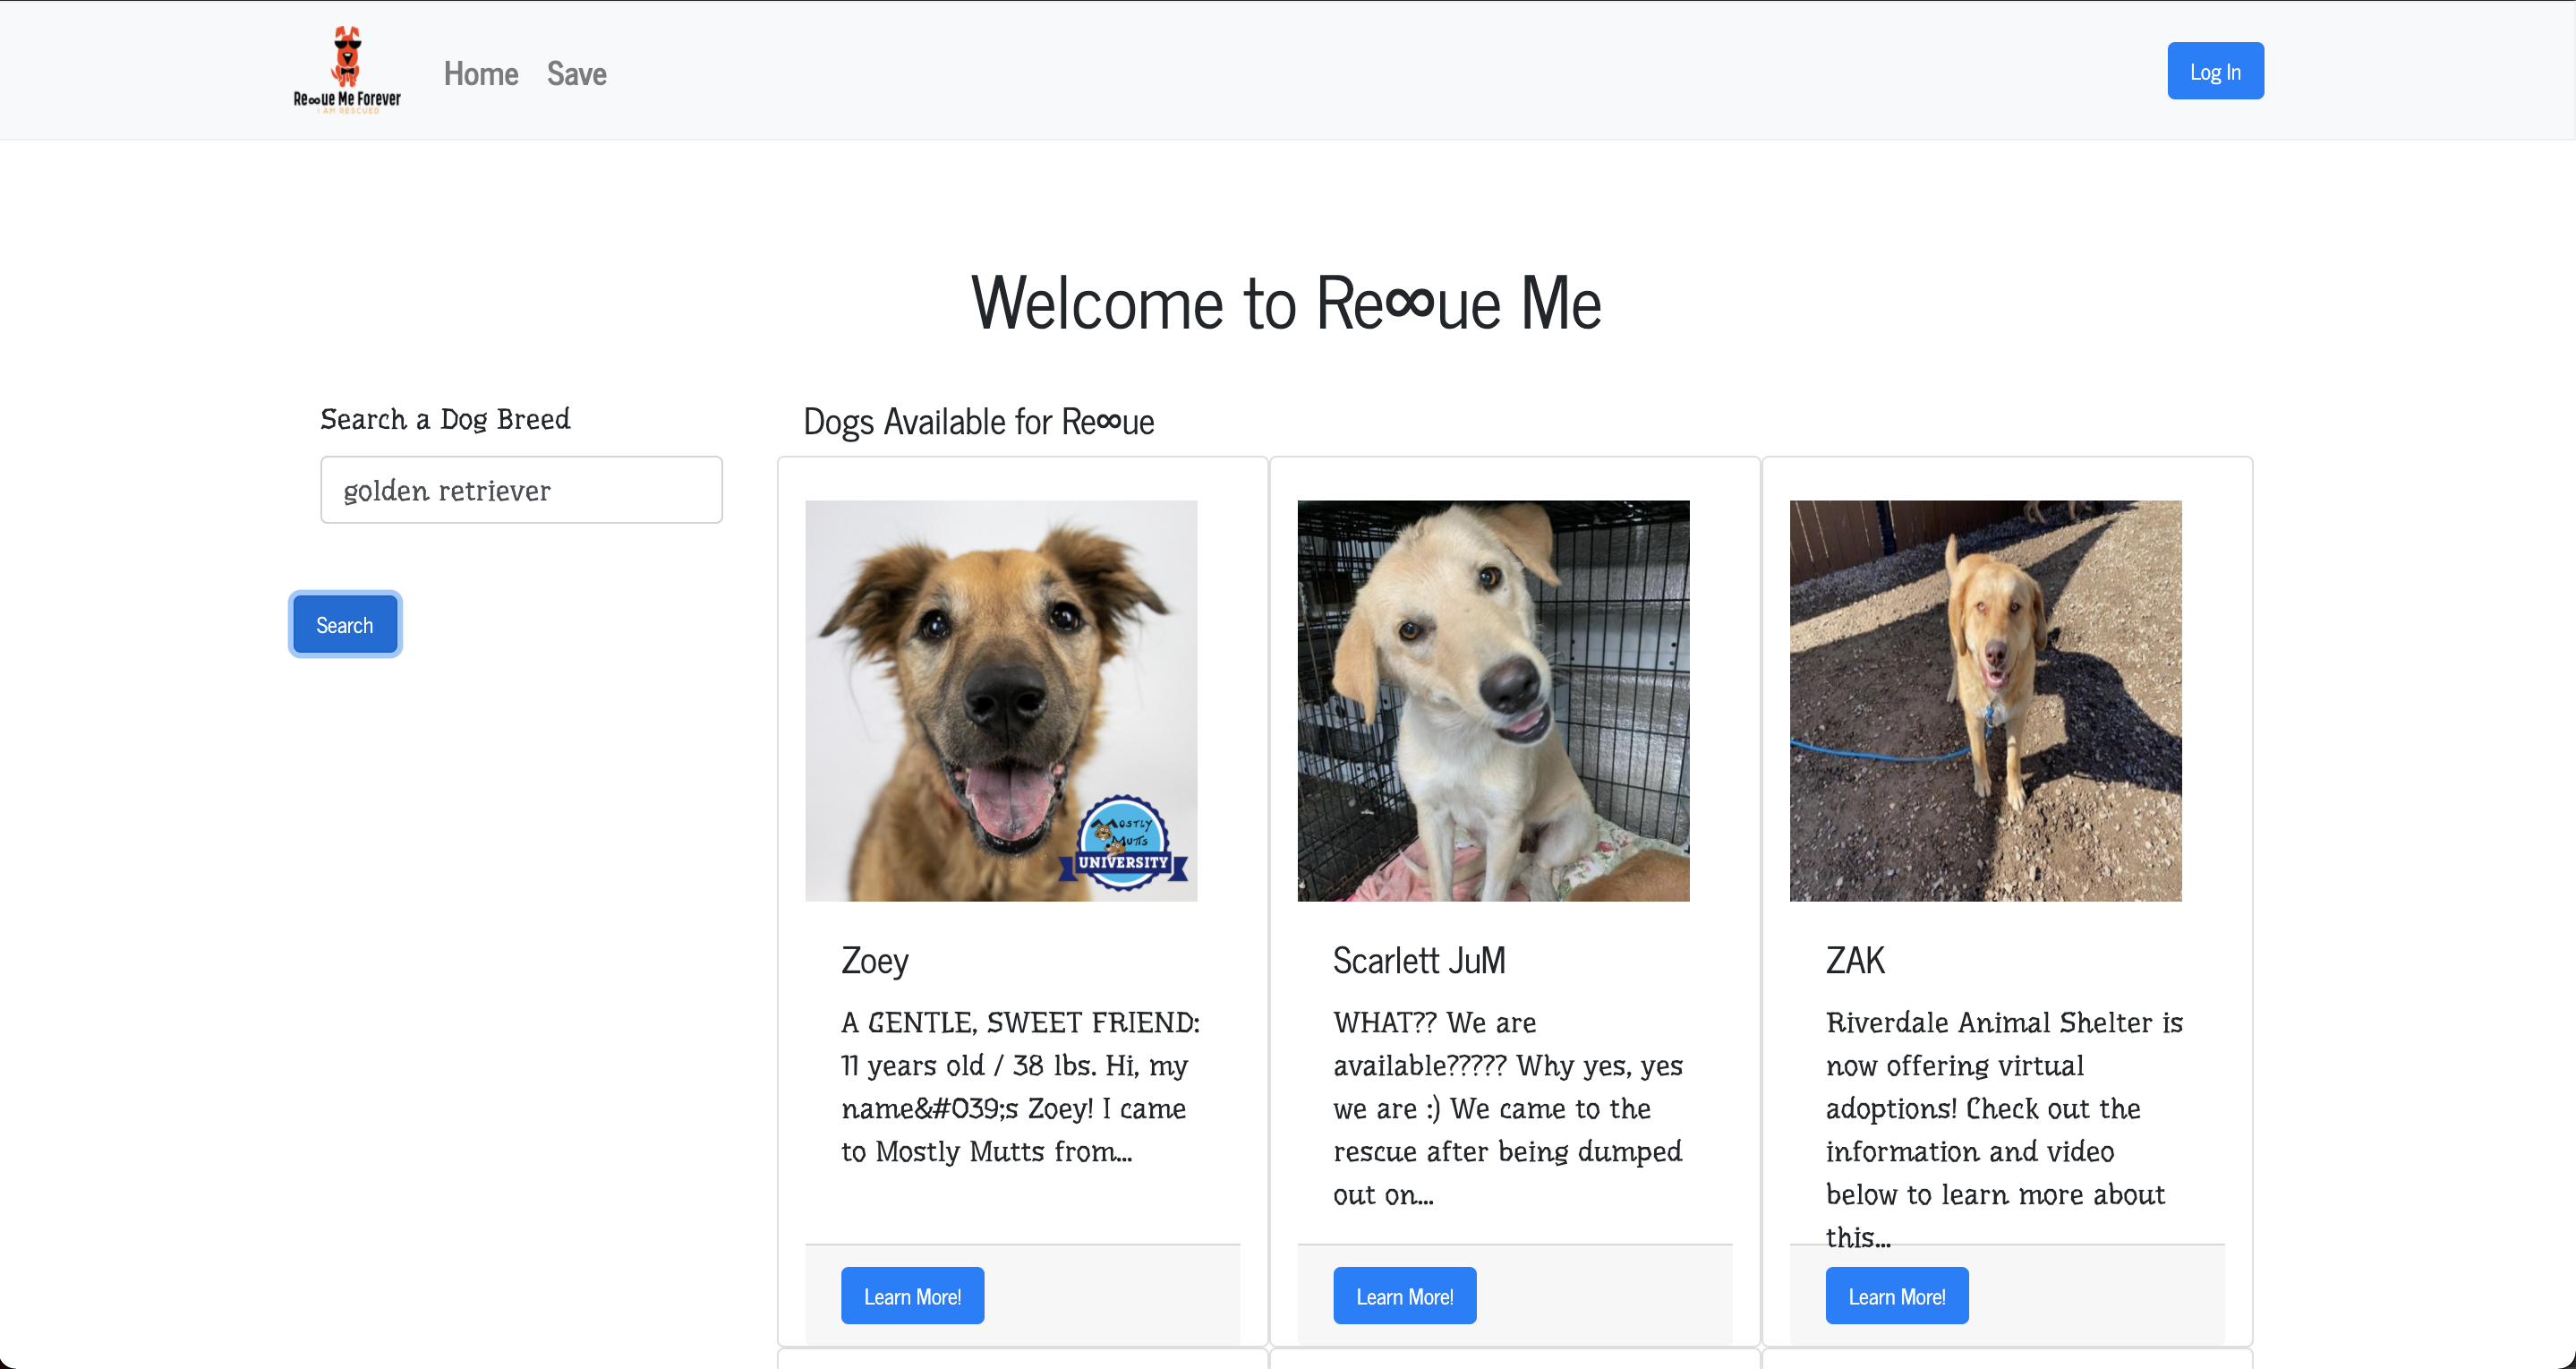 Re∞ue Me Forever
I AM RESCUED
Home Save
Log In
Welcome to Re∞ue Me
Search a Dog Breed
golden retriever
Search
Dogs Available for Re∞ue
MOSTLY
MUTTS
UNIVERSITY
Zoey
A GENTLE, SWEET FRIEND:
11 years old / 38 lbs. Hi, my
name&#039;s Zoey! I came
to Mostly Mutts from...
Learn More!
Scarlett JuM
WHAT?? We are
available????? Why yes, yes
we are :) We came to the
rescue after being dumped
out on...
Learn More!
ZAK
Riverdale Animal Shelter is
now offering virtual
adoptions! Check out the
information and video
below to learn more about
this...
Learn More!